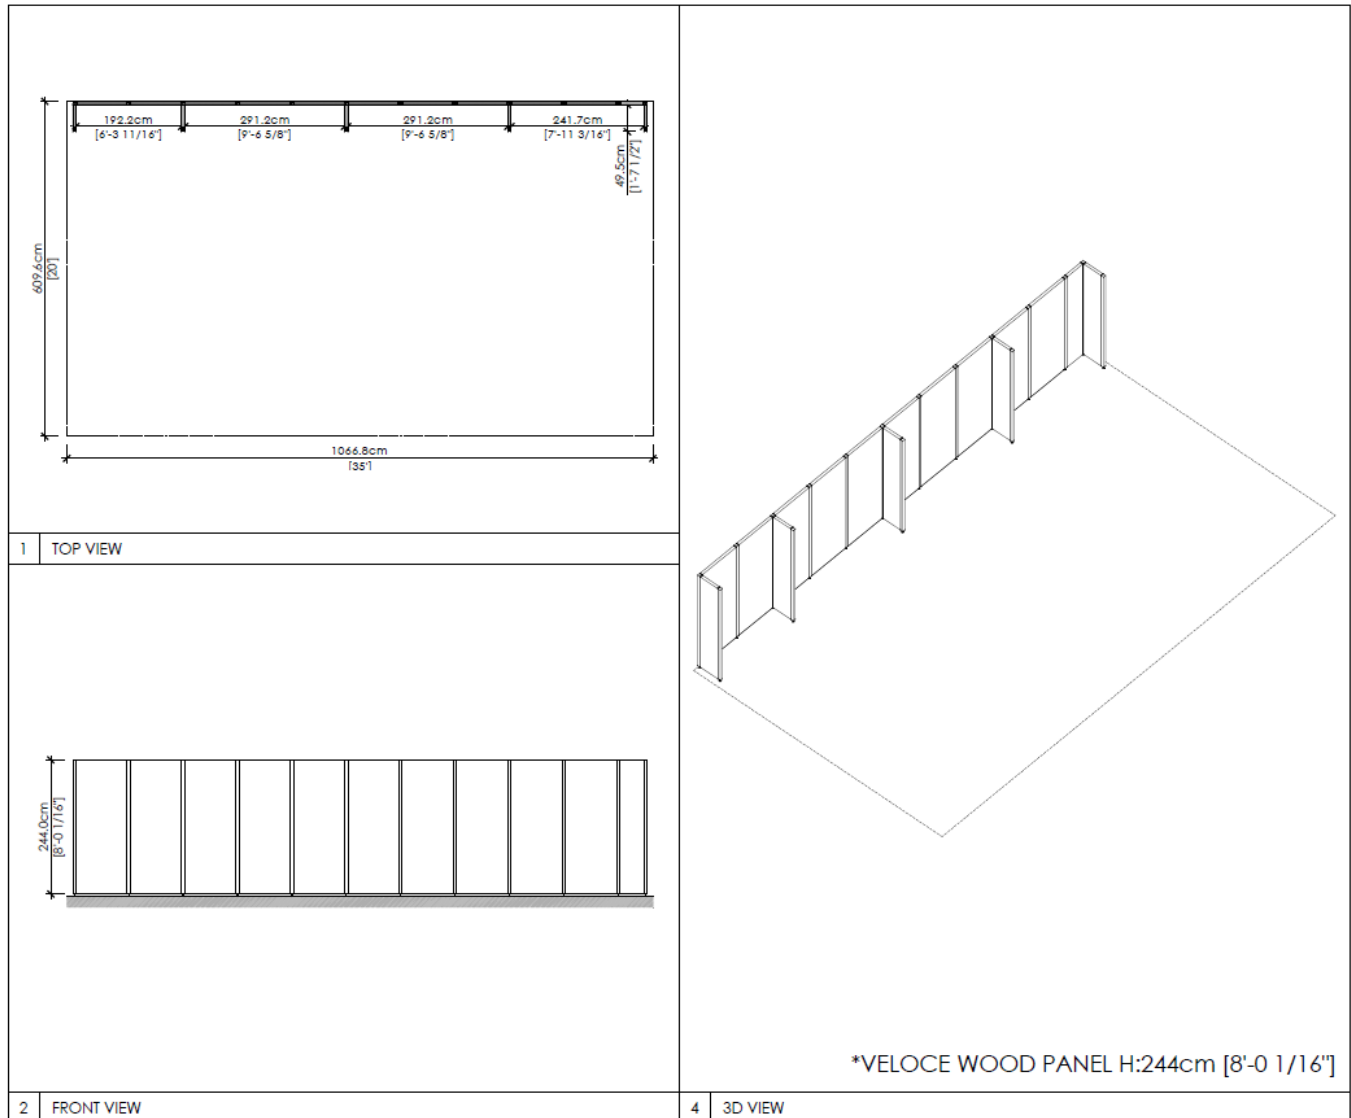 192.2cm
[6'-3 11/16"]
291.2cm
[9'-6 5/8"]
291.2cm
[9'-6 5/8"]
241.7cm
[7'-11 3/16"]
49.5cm
[1'-7 1/2"]
609.6cm
[20']
1066.8cm
[35']
1 TOP VIEW
244.0cm
[8'-0 1/16"]
2 FRONT VIEW
*VELOCE WOOD PANEL H:244cm [8'-0 1/16"]
4 3D VIEW